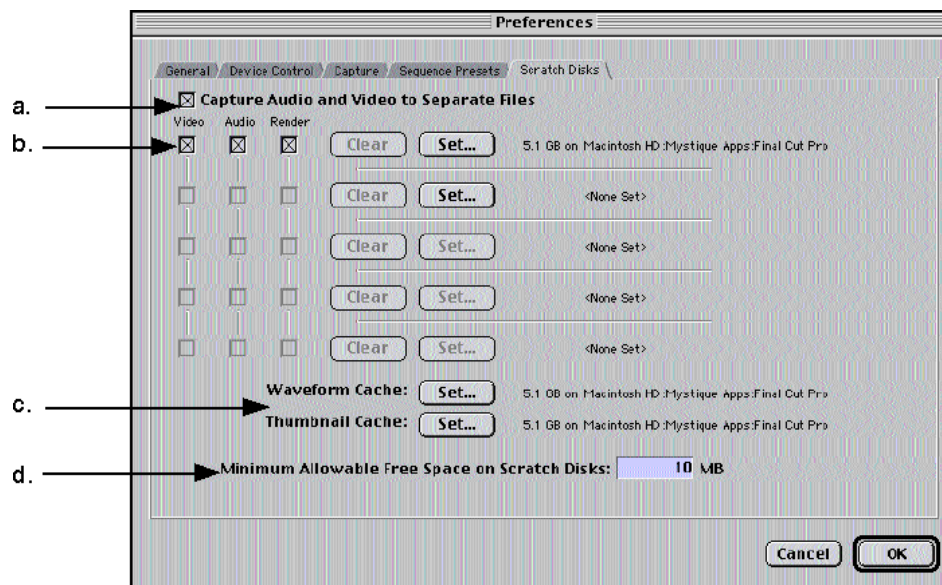 Preferences
General Device Control Capture Sequence Presets Scratch Disks
a. Capture Audio and Video to Separate Files
Video Audio Render
b. Clear Set... 5.1 GB on Macintosh HD:Mystique Apps:Final Cut Pro
Clear Set... <None Set>
Clear Set... <None Set>
Clear Set... <None Set>
Clear Set... <None Set>
Waveform Cache: Set... 5.1 GB on Macintosh HD:Mystique Apps:Final Cut Pro
c.
Thumbnail Cache: Set... 5.1 GB on Macintosh HD:Mystique Apps:Final Cut Pro
d. Minimum Allowable Free Space on Scratch Disks: 10 MB
Cancel OK